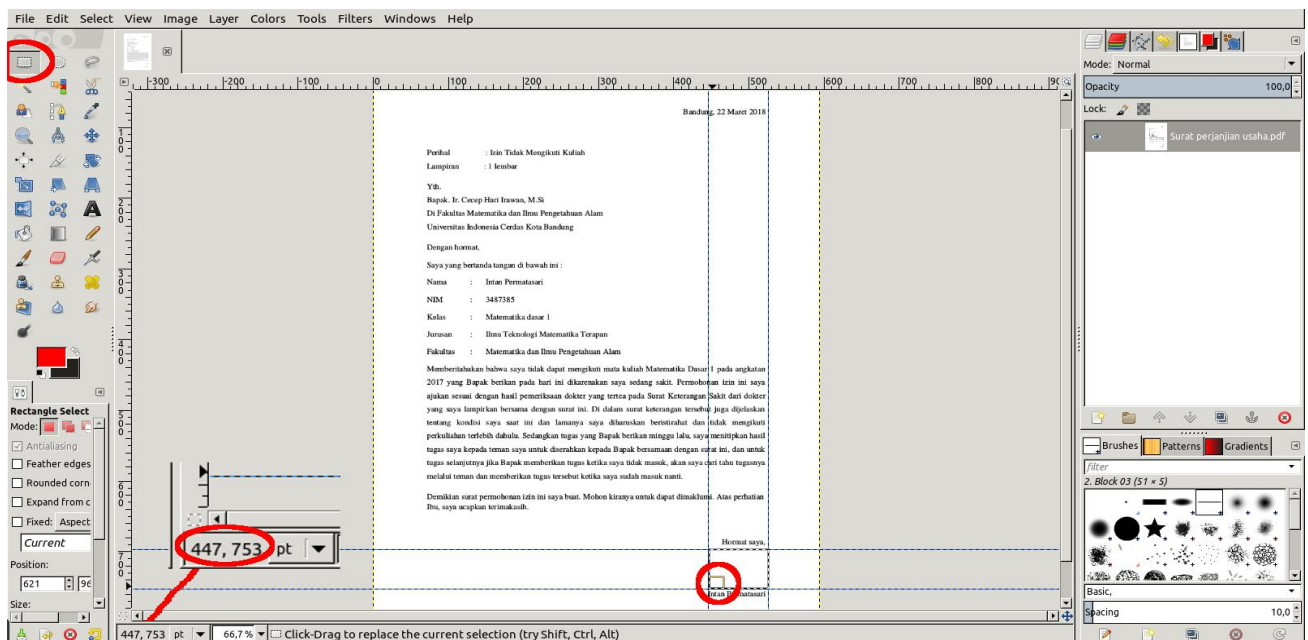 File Edit Select View Image Layer Colors Tools Filters Windows Help
Mode: Normal
Opacity 100,0
Lock:
Surat perjanjian usaha.pdf
-300 -200 -100 0 100 200 300 400 500 600 700 800
Bandung, 22 Maret 2018
Perihal : Izin Tidak Mengikuti Kuliah
Lampiran : 1 lembar
Yth.
Bapak. Ir. Cecep Hari Irawan, M.Si
Di Fakultas Matematika dan Ilmu Pengetahuan Alam
Universitas Indonesia Cerdas Kota Bandung
Dengan hormat,
Saya yang bertanda tangan di bawah ini :
Nama : Intan Permatasari
NIM : 3487385
Kelas : Matematika dasar 1
Jurusan : Ilmu Teknologi Matematika Terapan
Fakultas : Matematika dan Ilmu Pengetahuan Alam
Memberitahukan bahwa saya tidak dapat mengikuti mata kuliah Matematika Dasar 1 pada angkatan
2017 yang Bapak berikan pada hari ini dikarenakan saya sedang sakit. Permohonan izin ini saya
ajukan sesuai dengan hasil pemeriksaan dokter yang tertea pada Surat Keterangan Sakit dari dokter
yang saya lampirkan bersama dengan surat ini. Di dalam surat keterangan tersebut juga dijelaskan
tentang kondisi saya saat ini dan lamanya saya diharuskan beristirahat dan tidak mengikuti
perkuliahan terlebih dahulu. Sedangkan tugas yang Bapak berikan minggu lalu, saya menitipkan hasil
tugas saya kepada teman saya untuk diserahkan kepada Bapak bersamaan dengan surat ini, dan untuk
tugas selanjutnya jika Bapak memberikan tugas ketika saya tidak masuk, akan saya cari tahu tugasnya
melalui teman dan memberikan tugas tersebut ketika saya sudah masuk nanti.
Demikian surat permohonan izin ini saya buat. Mohon kiranya untuk dapat dimaklumi. Atas perhatian
Ibu, saya ucapkan terimakasih.
Hormat saya,
Intan Permatasari
Rectangle Select
Mode:
Antialiasing
Feather edges
Rounded corn
Expand from c
Fixed: Aspect
Current
Position:
621 96
Size:
447, 753 pt
Brushes Patterns Gradients
filter
2. Block 03 (51 × 5)
Basic,
Spacing 10,0
447, 753 pt 66,7 % Click-Drag to replace the current selection (try Shift, Ctrl, Alt)